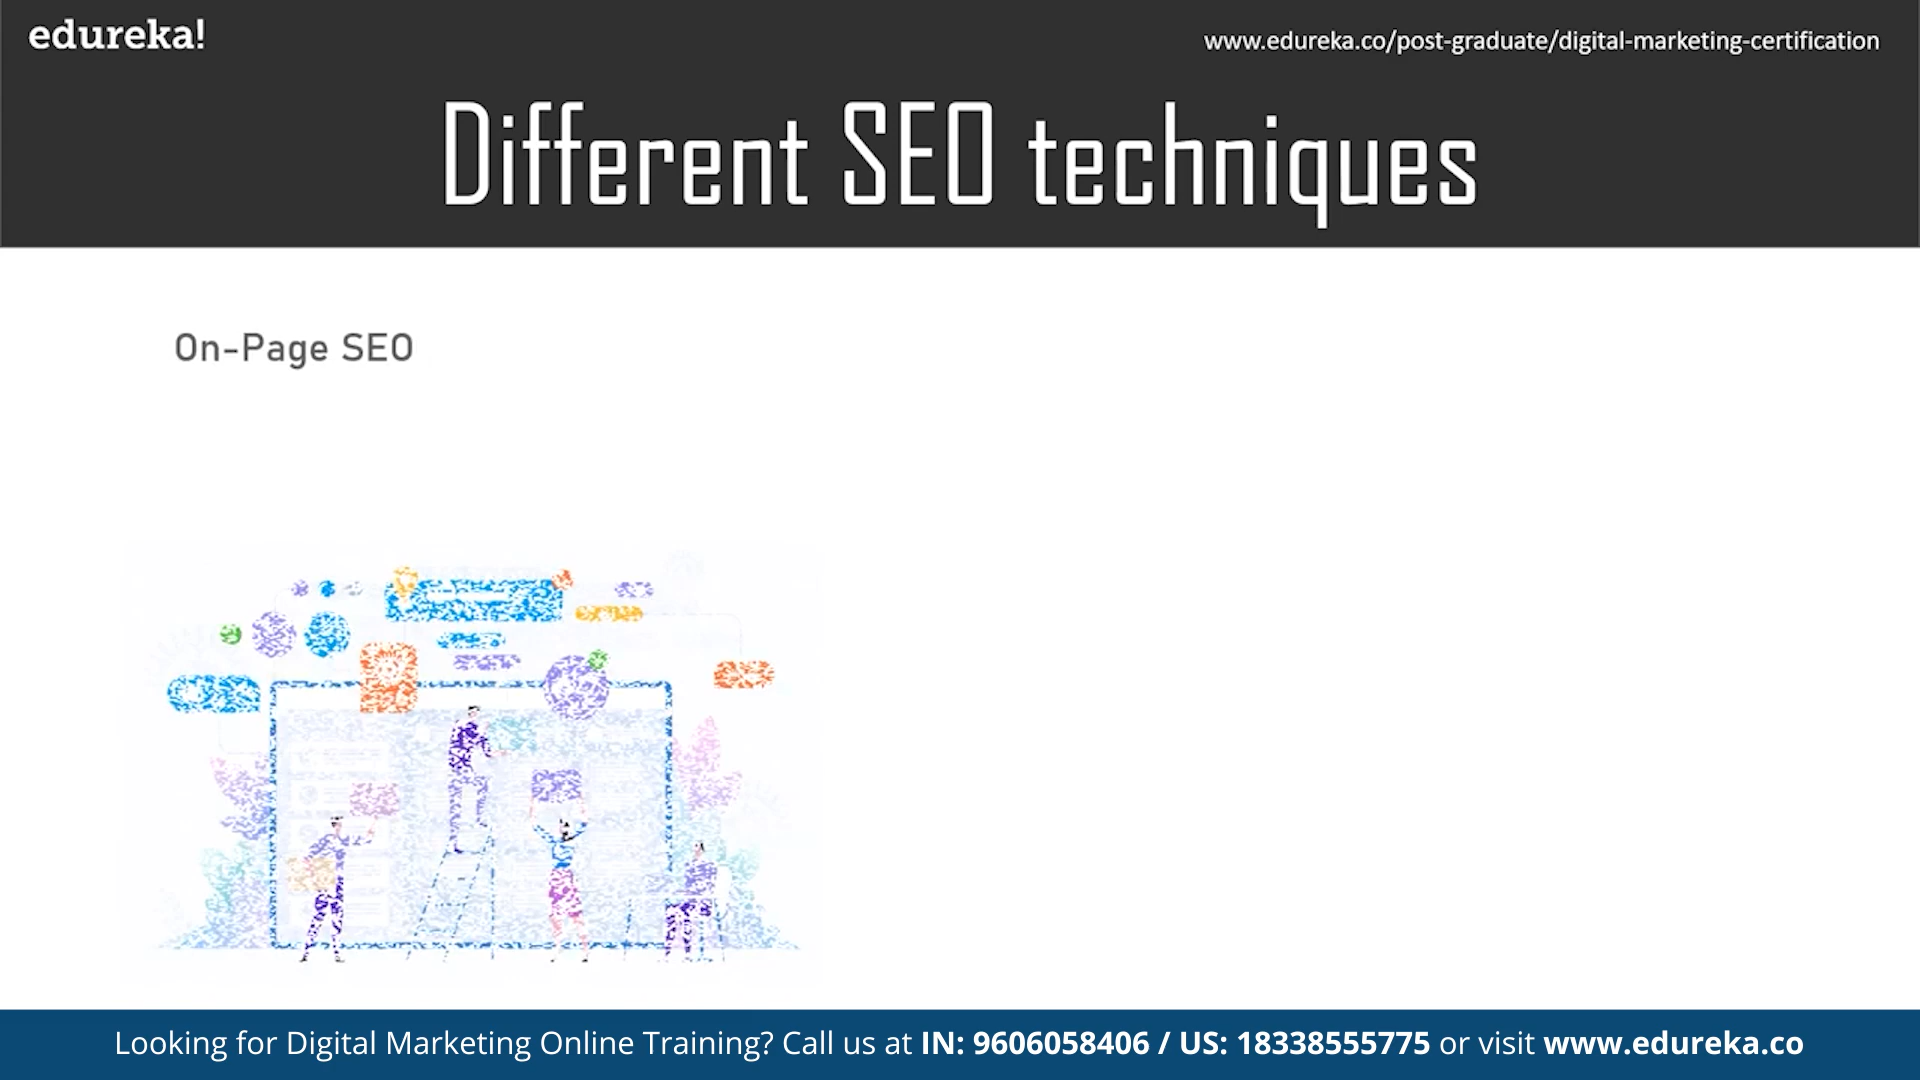 edureka!
www.edureka.co/post-graduate/digital-marketing-certification
Different SEO techniques
On-Page SEO
Looking for Digital Marketing Online Training? Call us at IN: 9606058406 / US: 18338555775 or visit www.edureka.co